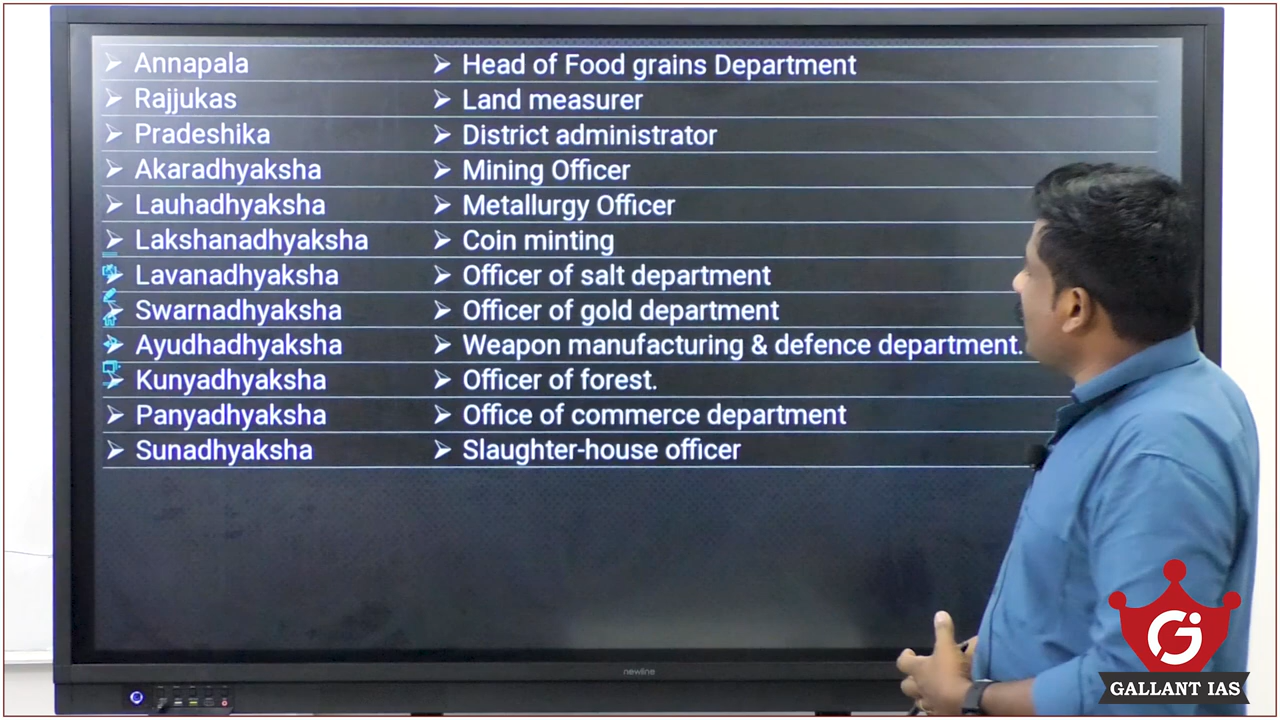 ➢ Annapala ➢ Head of Food grains Department
➢ Rajjukas ➢ Land measurer
➢ Pradeshika ➢ District administrator
➢ Akaradhyaksha ➢ Mining Officer
➢ Lauhadhyaksha ➢ Metallurgy Officer
➢ Lakshanadhyaksha ➢ Coin minting
➢ Lavanadhyaksha ➢ Officer of salt department
➢ Swarnadhyaksha ➢ Officer of gold department
➢ Ayudhadhyaksha ➢ Weapon manufacturing & defence department.
➢ Kunyadhyaksha ➢ Officer of forest.
➢ Panyadhyaksha ➢ Office of commerce department
➢ Sunadhyaksha ➢ Slaughter-house officer
newline
GALLANT IAS